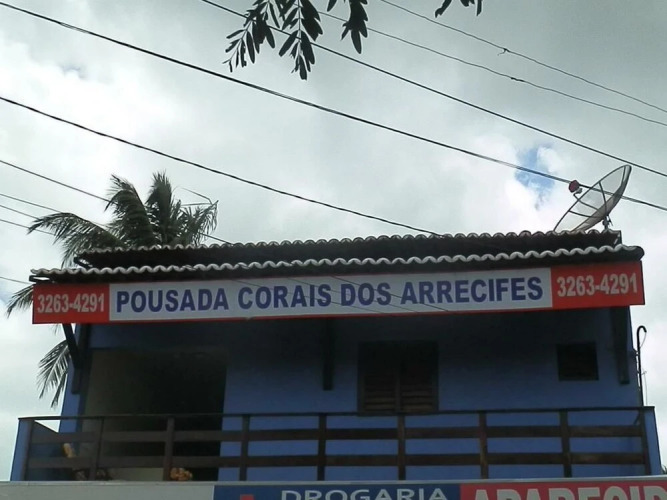 3263-4291 POUSADA CORAIS DOS ARRECIFES 3263-4291
DROGARIA